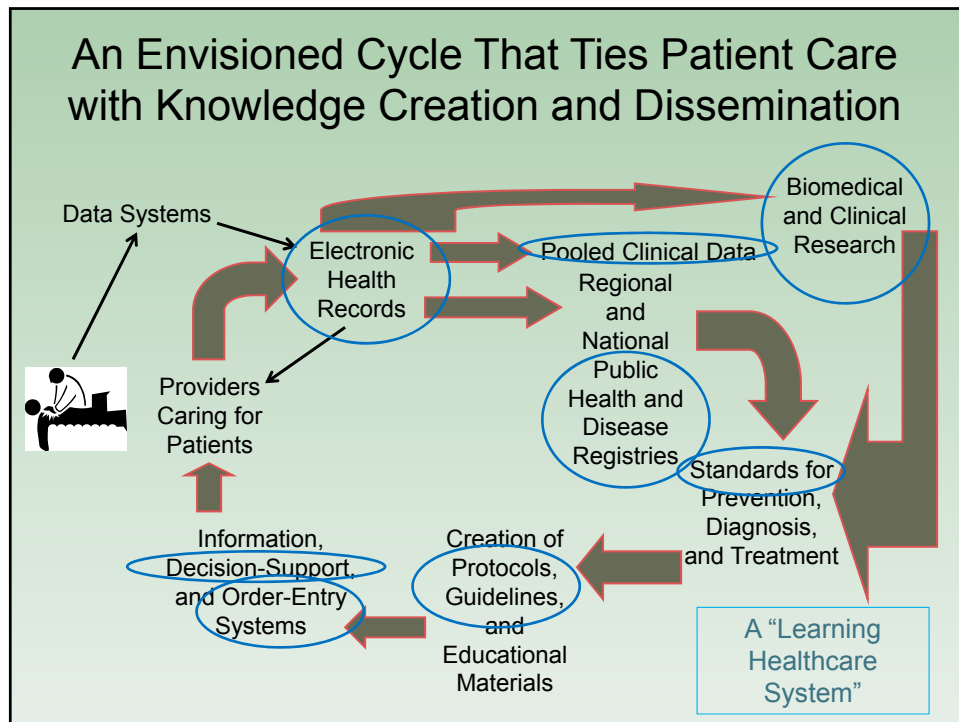 An Envisioned Cycle That Ties Patient Care
with Knowledge Creation and Dissemination
Data Systems
Electronic
Health
Records
Pooled Clinical Data
Regional
and
National
Public
Health and
Disease
Registries
Biomedical
and Clinical
Research
Providers
Caring for
Patients
Standards for
Prevention,
Diagnosis,
and Treatment
Information,
Decision-Support,
and Order-Entry
Systems
Creation of
Protocols,
Guidelines,
and
Educational
Materials
A “Learning
Healthcare
System”